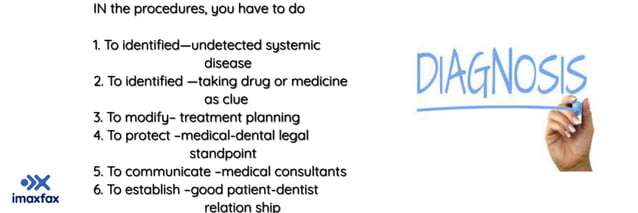 IN the procedures, you have to do
1. To identified—undetected systemic
disease
2. To identified —taking drug or medicine
as clue
3. To modify– treatment planning
4. To protect –medical-dental legal
standpoint
5. To communicate –medical consultants
6. To establish –good patient-dentist
relation ship
DIAGNOSIS
imaxfax